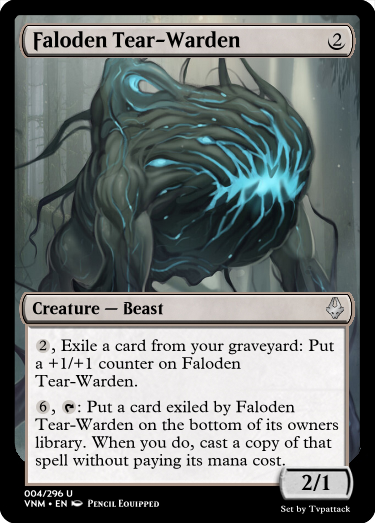 Faloden Tear-Warden 2
Creature — Beast
2, Exile a card from your graveyard: Put
a +1/+1 counter on Faloden
Tear-Warden.
6, : Put a card exiled by Faloden
Tear-Warden on the bottom of its owners
library. When you do, cast a copy of that
spell without paying its mana cost.
2/1
004/296 U
VNM • EN Pencil Equipped
Set by Tvpattack